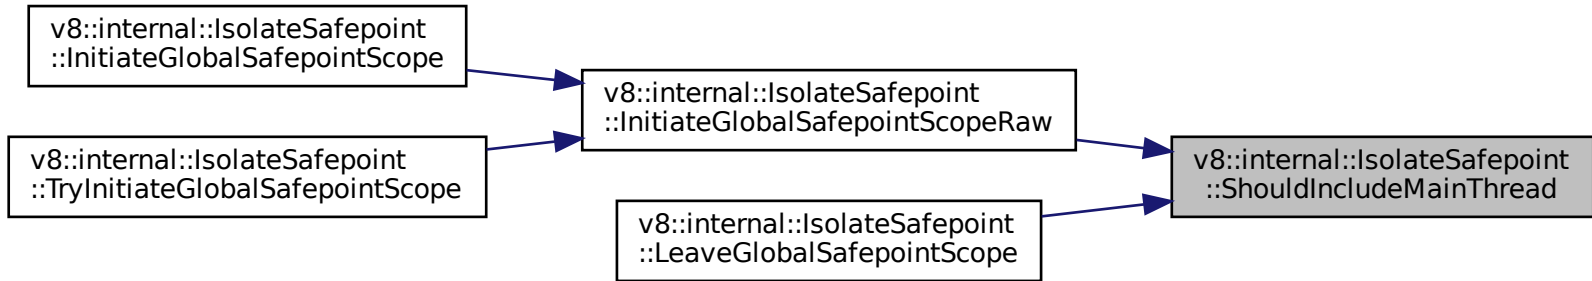 v8::internal::IsolateSafepoint
::InitiateGlobalSafepointScope
v8::internal::IsolateSafepoint
::TryInitiateGlobalSafepointScope
v8::internal::IsolateSafepoint
::InitiateGlobalSafepointScopeRaw
v8::internal::IsolateSafepoint
::LeaveGlobalSafepointScope
v8::internal::IsolateSafepoint
::ShouldIncludeMainThread